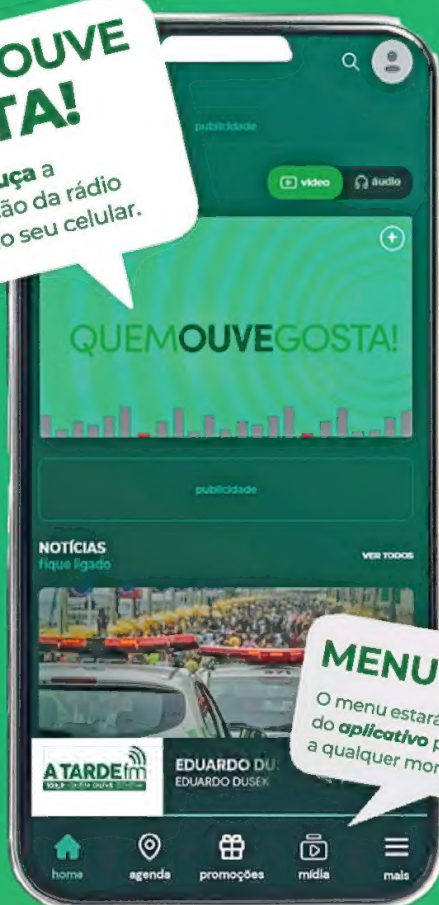 OUVE
TA!
uça a
ão da rádio
o seu celular.
publicidade
vídeo
áudio
QUEMOUVEGOSTA!
publicidade
NOTÍCIAS
fique ligado
VER TODOS
MENU
O menu estará
do aplicativo p
a qualquer mor
A TARDE fm
EDUARDO DU
EDUARDO DUSEK
home
agenda
promoções
mídia
mais